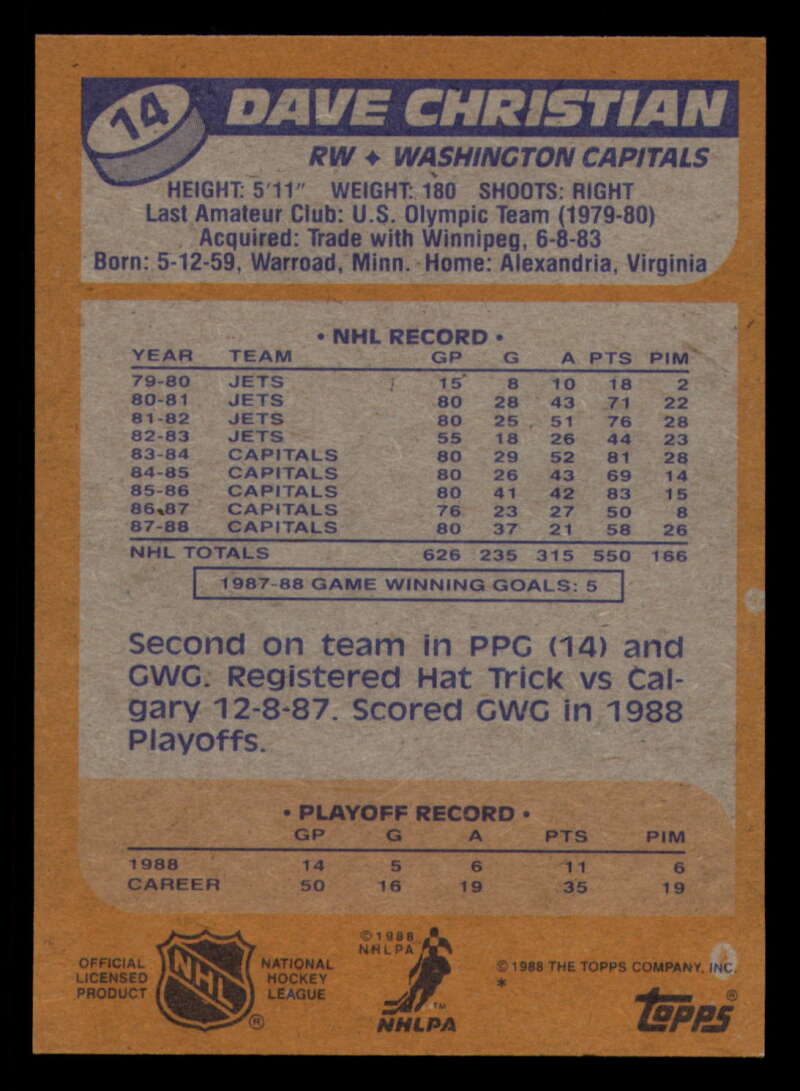 14 DAVE CHRISTIAN
RW ✦ WASHINGTON CAPITALS
HEIGHT: 5'11" WEIGHT: 180 SHOOTS: RIGHT
Last Amateur Club: U.S. Olympic Team (1979-80)
Acquired: Trade with Winnipeg, 6-8-83
Born: 5-12-59, Warroad, Minn. Home: Alexandria, Virginia
• NHL RECORD •
YEAR TEAM GP G A PTS PIM
79-80 JETS 15 8 10 18 2
80-81 JETS 80 28 43 71 22
81-82 JETS 80 25 51 76 28
82-83 JETS 55 18 26 44 23
83-84 CAPITALS 80 29 52 81 28
84-85 CAPITALS 80 26 43 69 14
85-86 CAPITALS 80 41 42 83 15
86-87 CAPITALS 76 23 27 50 8
87-88 CAPITALS 80 37 21 58 26
NHL TOTALS 626 235 315 550 166
1987-88 GAME WINNING GOALS: 5
Second on team in PPG (14) and
GWG. Registered Hat Trick vs Cal-
gary 12-8-87. Scored GWG in 1988
Playoffs.
• PLAYOFF RECORD •
GP G A PTS PIM
1988 14 5 6 11 6
CAREER 50 16 19 35 19
OFFICIAL
LICENSED
PRODUCT
NHL ®
NATIONAL
HOCKEY
LEAGUE
© 1988
NHLPA
TM
NHLPA
© 1988 THE TOPPS COMPANY, INC.
*
TOPPS ®